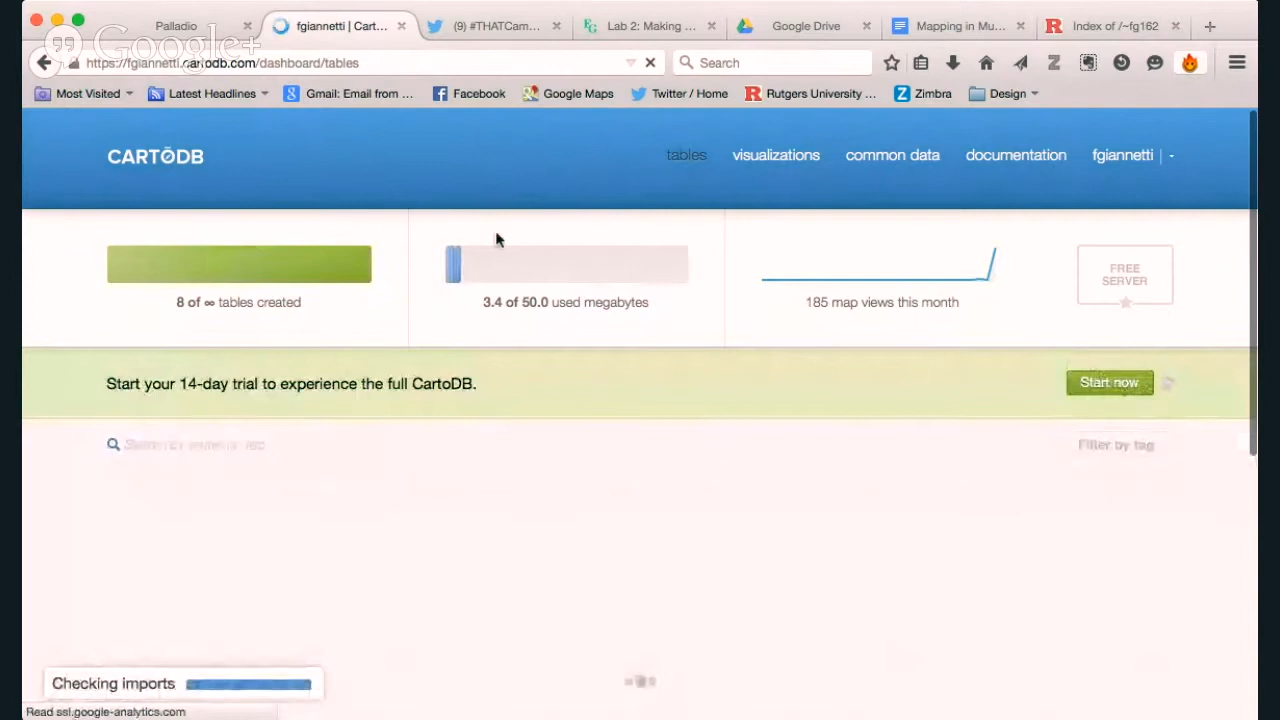 Palladio
fgiannetti | Cart...
(9) #THATCam...
Lab 2: Making ...
Google Drive
Mapping in Mu...
Index of /~fg162
Google+
https://fgiannetti.cartodb.com/dashboard/tables
Search
Most Visited
Latest Headlines
Gmail: Email from ...
Facebook
Google Maps
Twitter / Home
Rutgers University ...
Zimbra
Design
CARTODB
tables
visualizations
common data
documentation
fgiannetti
8 of ∞ tables created
3.4 of 50.0 used megabytes
185 map views this month
FREE
SERVER
Start your 14-day trial to experience the full CartoDB.
Start now
Filter by tag
Checking imports
Read ssl.google-analytics.com